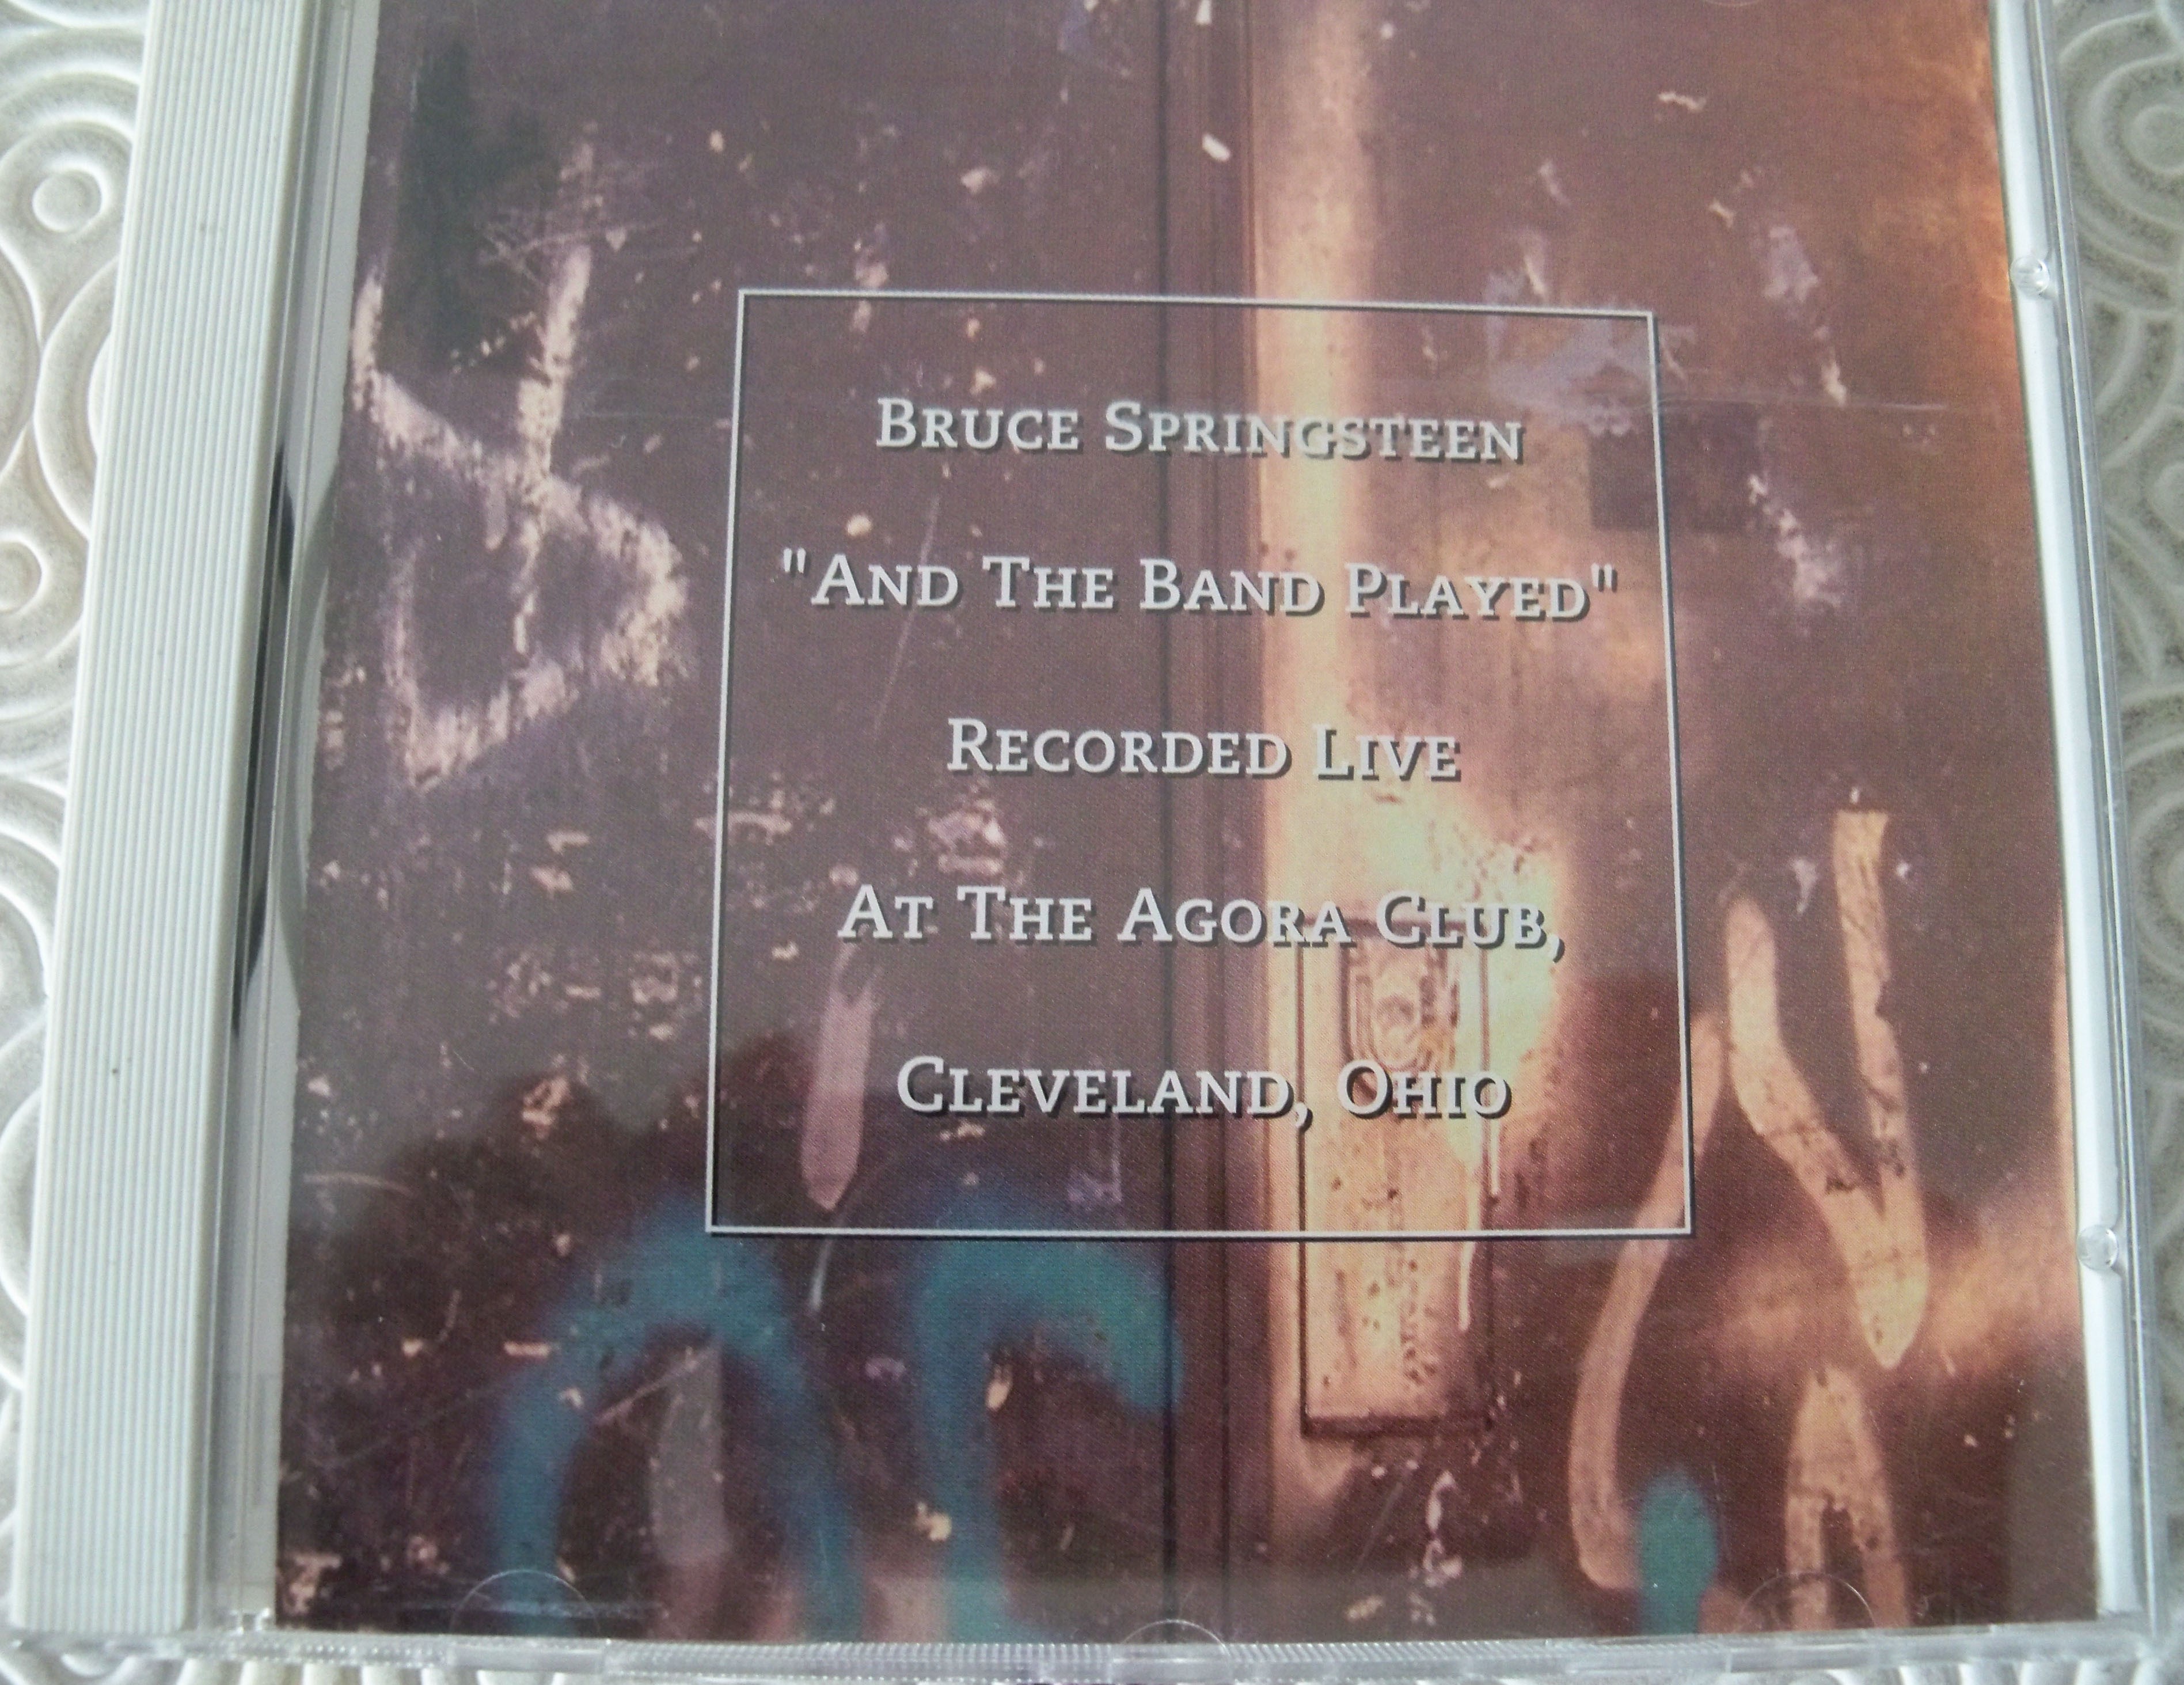 Bruce Springsteen
"And The Band Played"
Recorded Live
At The Agora Club,
Cleveland, Ohio